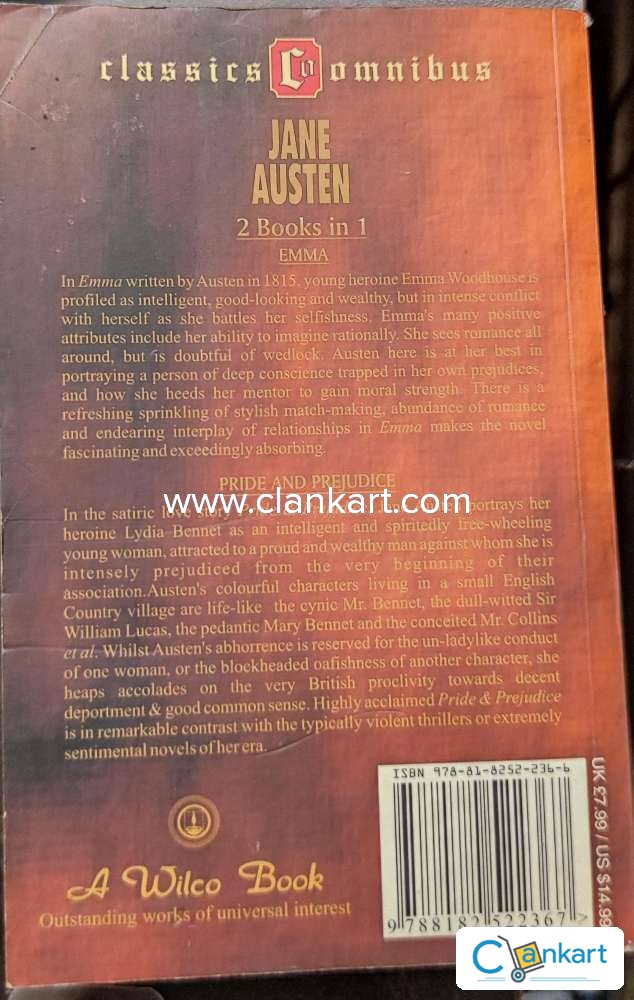 classics Co omnibus
JANE
AUSTEN
2 Books in 1
EMMA
In Emma written by Austen in 1815, young heroine Emma Woodhouse is
profiled as intelligent, good-looking and wealthy, but in intense conflict
with herself as she battles her selfishness. Emma's many positive
attributes include her ability to imagine rationally. She sees romance all
around, but is doubtful of wedlock. Austen here is at her best in
portraying a person of deep conscience trapped in her own prejudices,
and how she heeds her mentor to gain moral strength. There is a
refreshing sprinkling of stylish match-making, abundance of romance
and endearing interplay of relationships in Emma makes the novel
fascinating and exceedingly absorbing.
PRIDE AND PREJUDICE
www.clankart.com
In the satiric love story portrays her
heroine Lydia Bennet as an intelligent and spiritedly free-wheeling
young woman, attracted to a proud and wealthy man against whom she is
intensely prejudiced from the very beginning of their
association.Austen's colourful characters living in a small English
Country village are life-like the cynic Mr. Bennet, the dull-witted Sir
William Lucas, the pedantic Mary Bennet and the conceited Mr. Collins
et al. Whilst Austen's abhorrence is reserved for the un-ladylike conduct
of one woman, or the blockheaded oafishness of another character, she
heaps accolades on the very British proclivity towards decent
deportment & good common sense. Highly acclaimed Pride & Prejudice
is in remarkable contrast with the typically violent thrillers or extremely
sentimental novels of her era.
ISBN 978-81-8252-236-6
9 788182 522367 >
UK £7.99 / US $14.99
A Wilco Book
Outstanding works of universal interest
Clankart